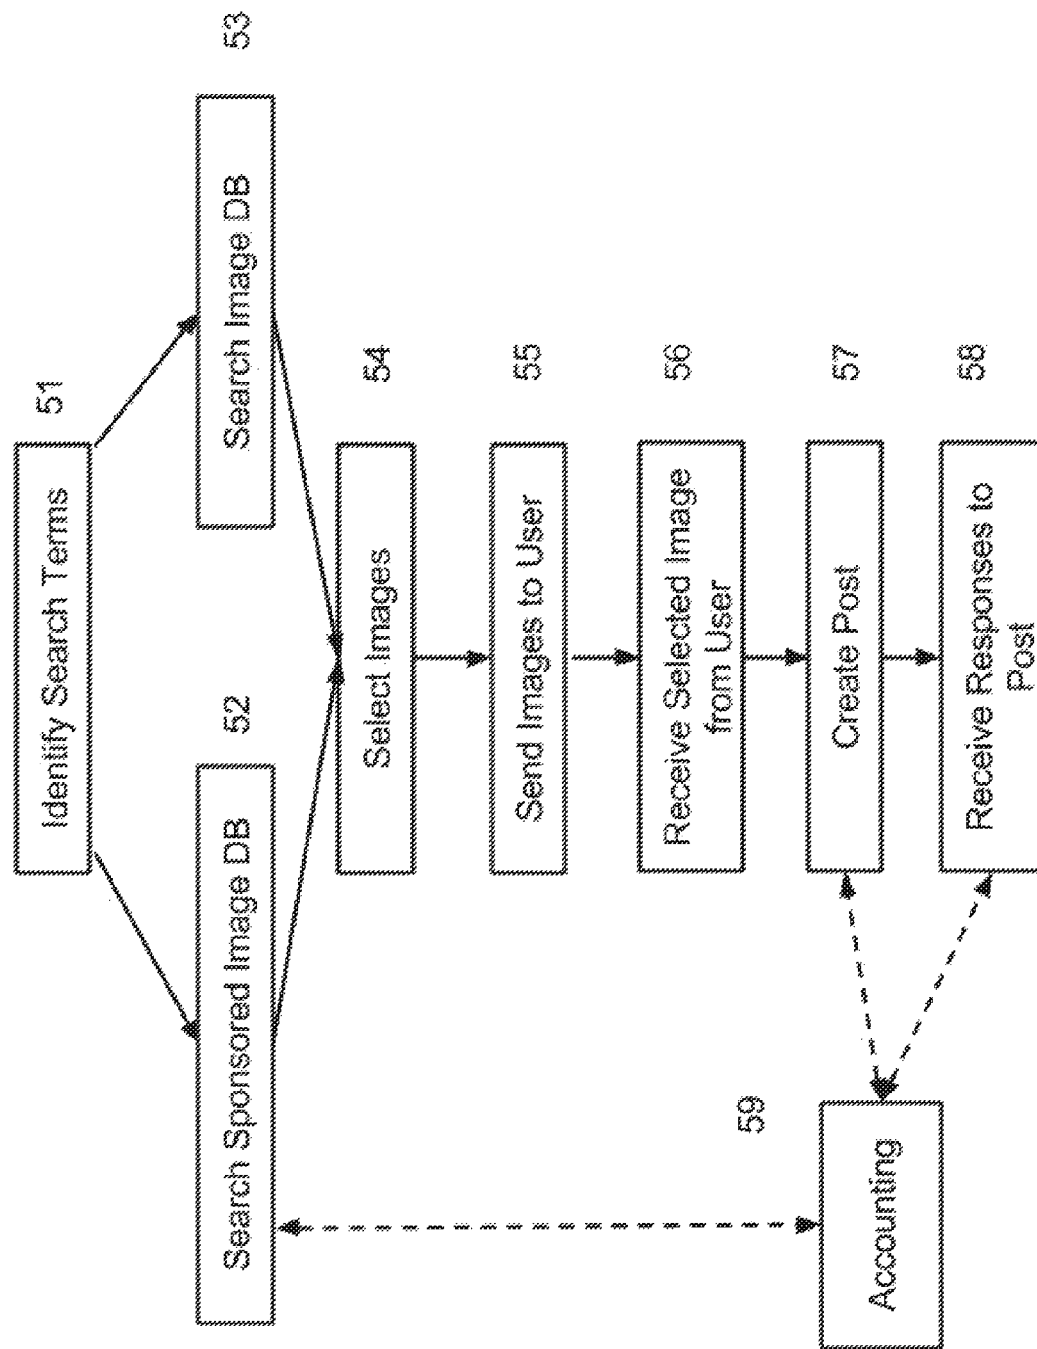 Identify Search Terms
51
Search Sponsored Image DB
52
Search Image DB
53
Select Images
54
Send Images to User
55
Receive Selected Image
from User
56
Create Post
57
Receive Responses to
Post
58
Accounting
59